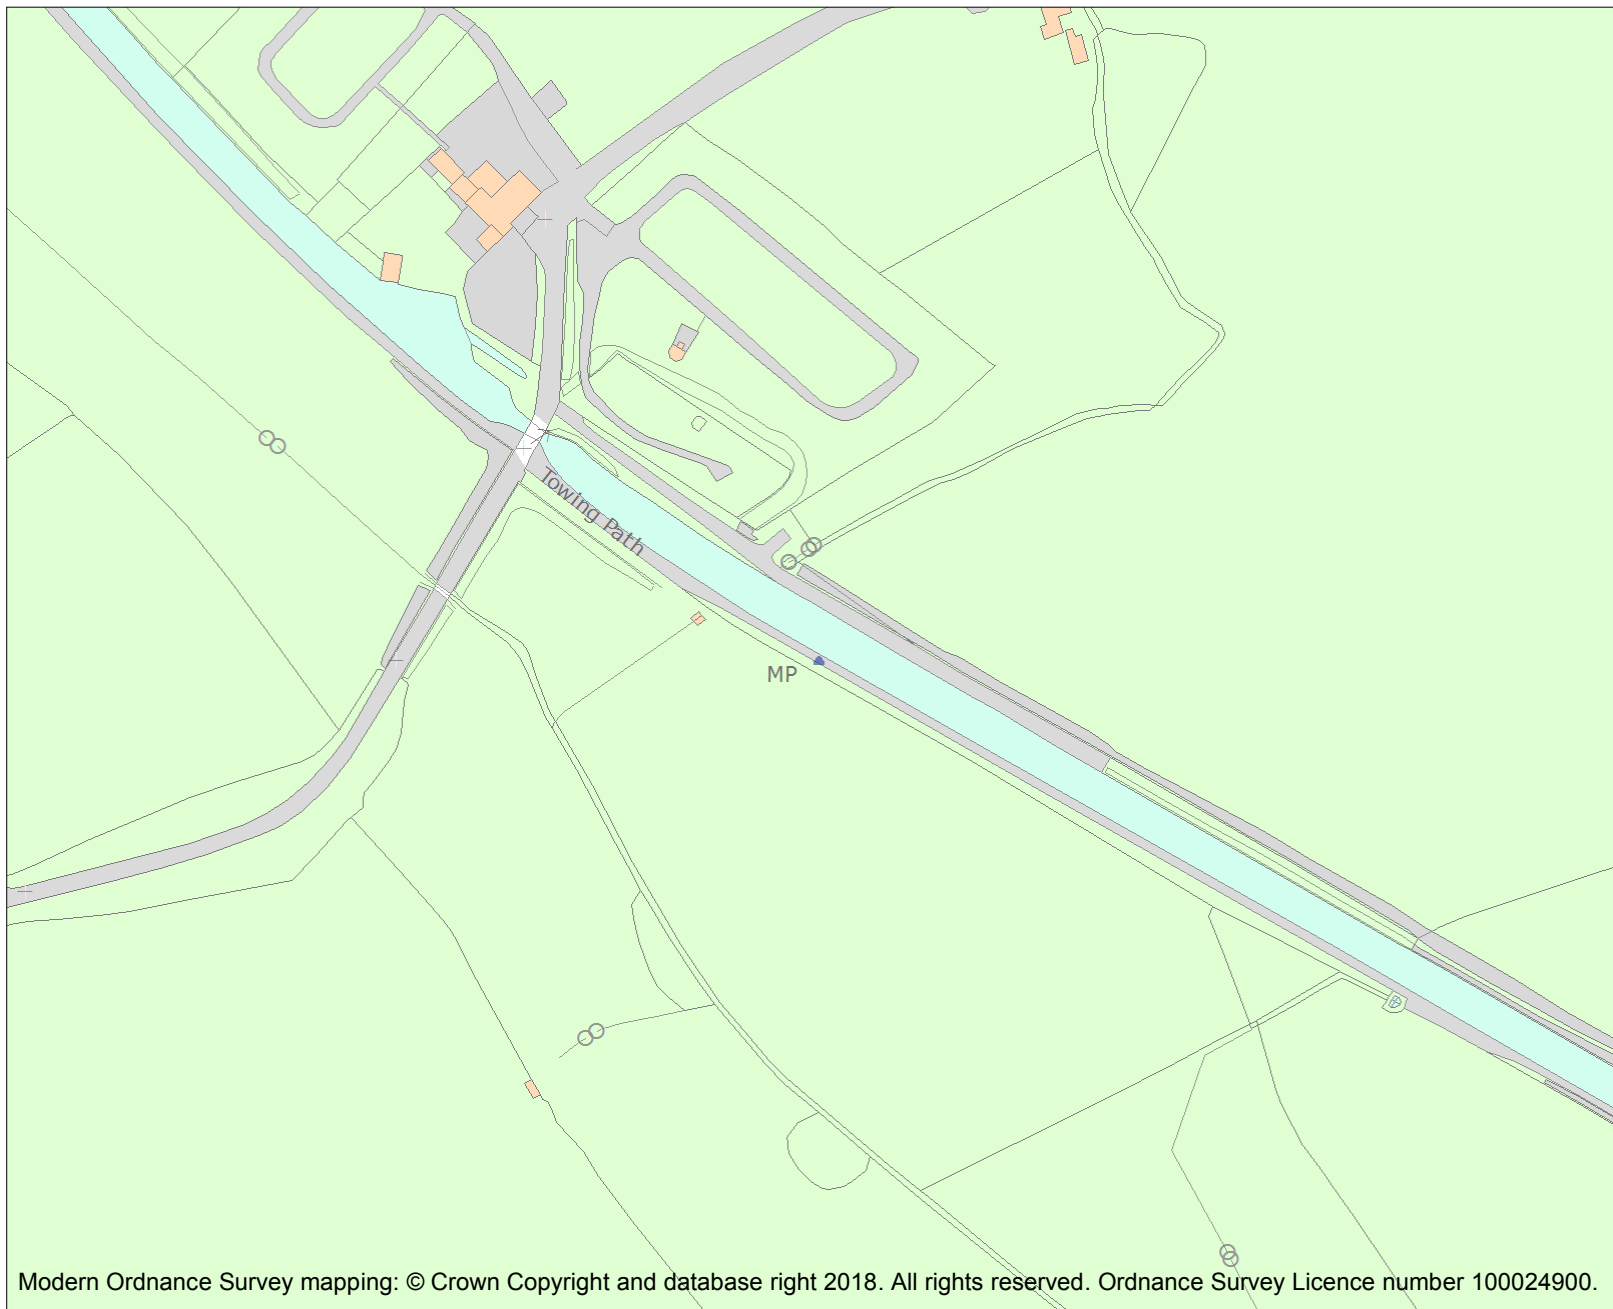 Towing Path
MP
Modern Ordnance Survey mapping: © Crown Copyright and database right 2018. All rights reserved. Ordnance Survey Licence number 100024900.